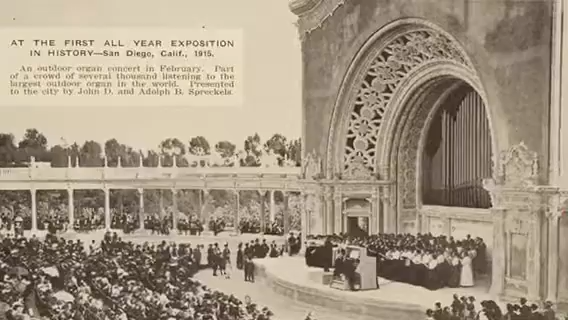 AT THE FIRST ALL YEAR EXPOSITION
IN HISTORY—San Diego, Calif., 1915.
An outdoor organ concert in February. Part
of a crowd of several thousand listening to the
largest outdoor organ in the world. Presented
to the city by John D. and Adolph B. Spreckels.